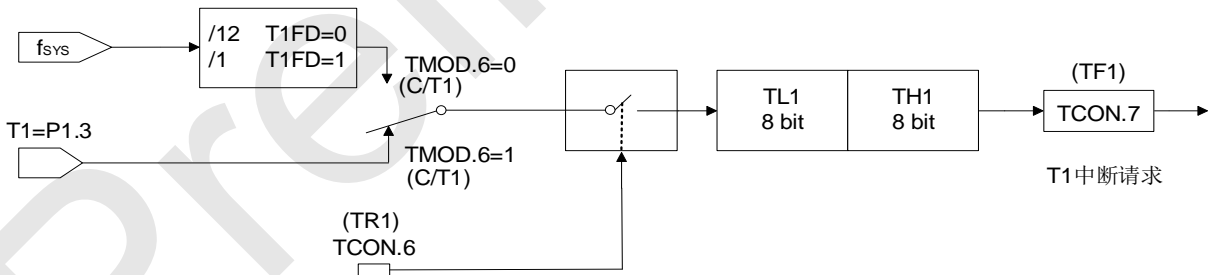 fSYS
/12 T1FD=0
/1 T1FD=1
TMOD.6=0
(C/T1)
T1=P1.3
TMOD.6=1
(C/T1)
(TR1)
TCON.6
TL1
8 bit
TH1
8 bit
(TF1)
TCON.7
T1中断请求